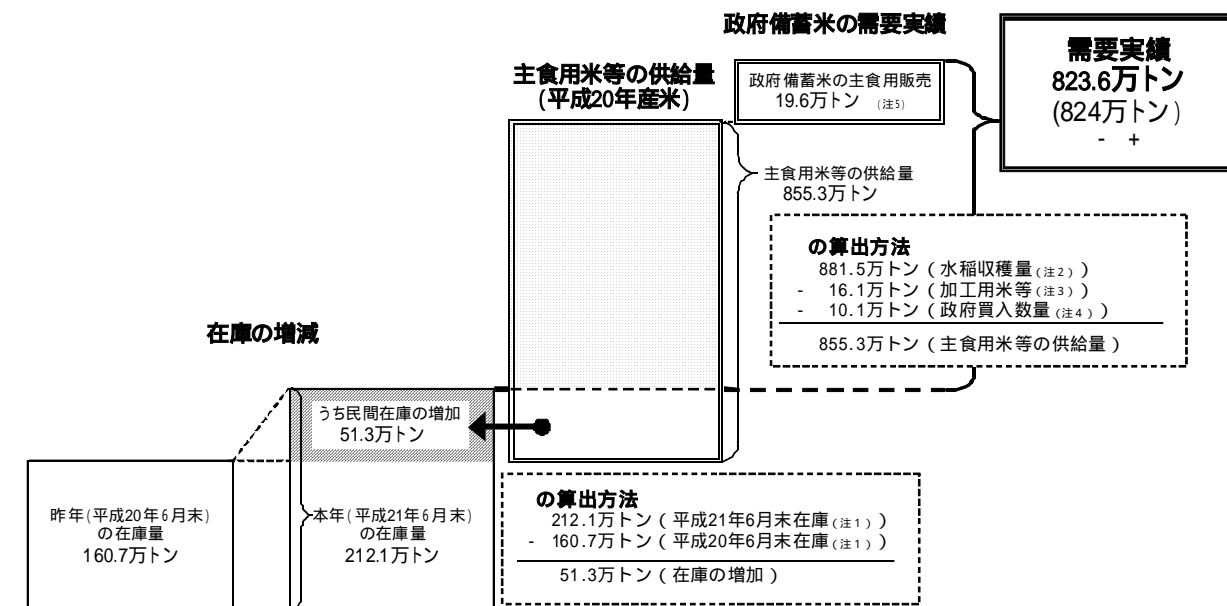 政府備蓄米の需要実績
需要実績
823.6万トン
(824万トン)
- +
政府備蓄米の主食用販売
19.6万トン (注5)
主食用米等の供給量
(平成20年産米)
主食用米等の供給量
855.3万トン
の算出方法
881.5万トン(水稲収穫量(注2))
- 16.1万トン(加工用米等(注3))
- 10.1万トン(政府買入数量(注4))
855.3万トン(主食用米等の供給量)
在庫の増減
うち民間在庫の増加
51.3万トン
昨年(平成20年6月末)
の在庫量
160.7万トン
本年(平成21年6月末)
の在庫量
212.1万トン
の算出方法
212.1万トン(平成21年6月末在庫(注1))
- 160.7万トン(平成20年6月末在庫(注1))
51.3万トン(在庫の増加)